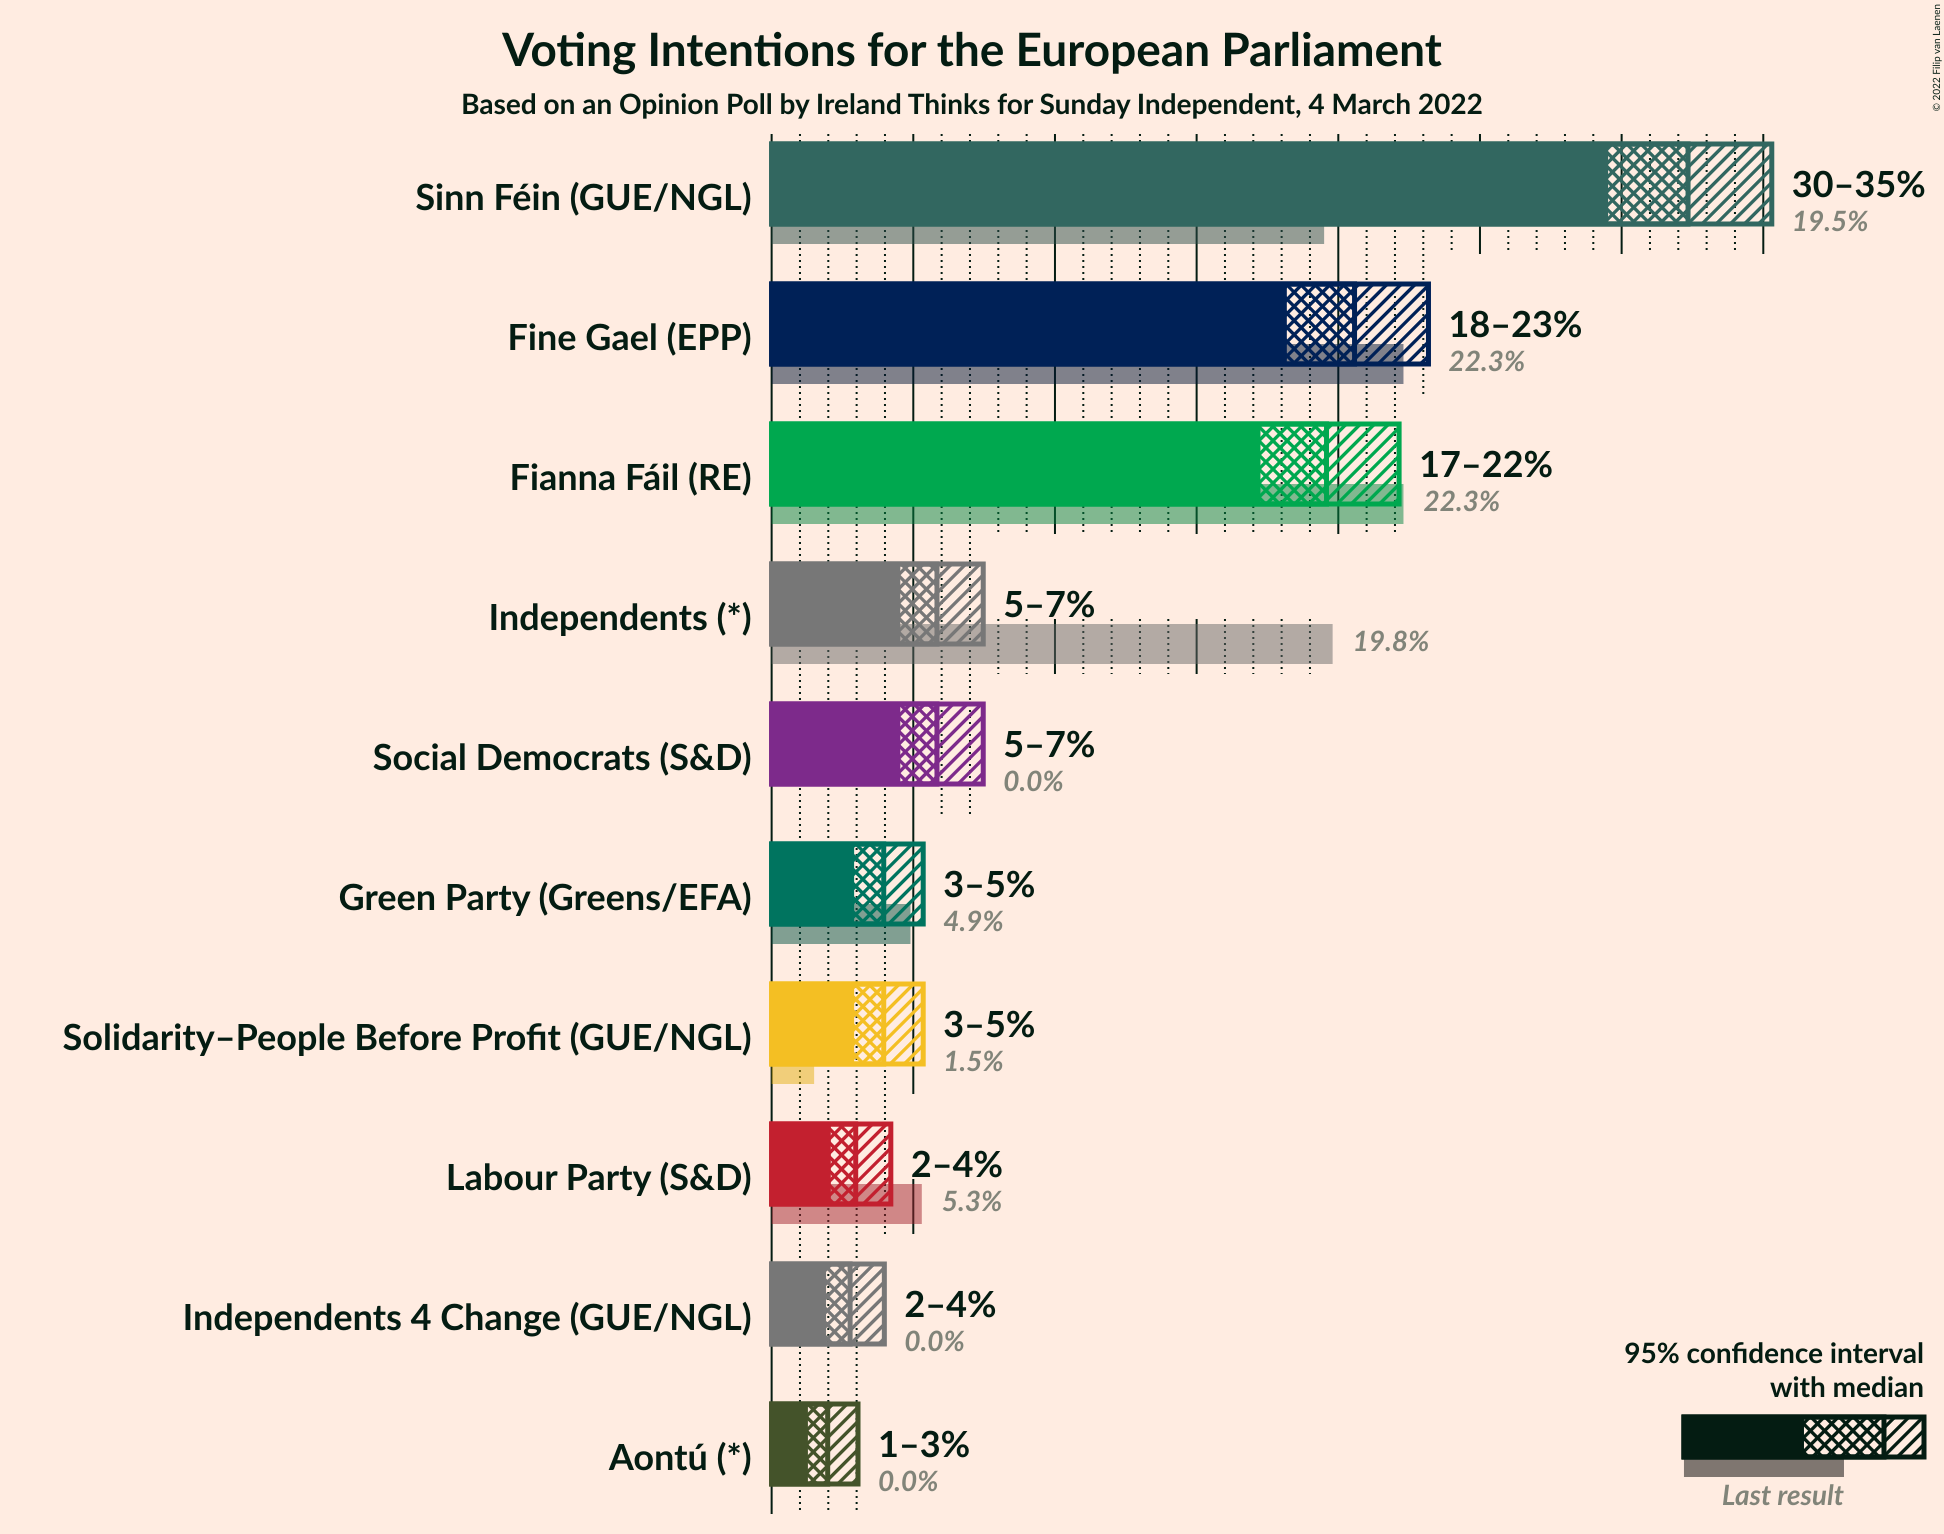 Voting Intentions for the European Parliament
Based on an Opinion Poll by Ireland Thinks for Sunday Independent, 4 March 2022
© 2022 Filip van Laenen
Sinn Féin (GUE/NGL)
30–35%
19.5%
Fine Gael (EPP)
18–23%
22.3%
Fianna Fáil (RE)
17–22%
22.3%
Independents (*)
5–7%
19.8%
Social Democrats (S&D)
5–7%
0.0%
Green Party (Greens/EFA)
3–5%
4.9%
Solidarity–People Before Profit (GUE/NGL)
3–5%
1.5%
Labour Party (S&D)
2–4%
5.3%
Independents 4 Change (GUE/NGL)
2–4%
0.0%
Aontú (*)
1–3%
0.0%
95% confidence interval
with median
Last result